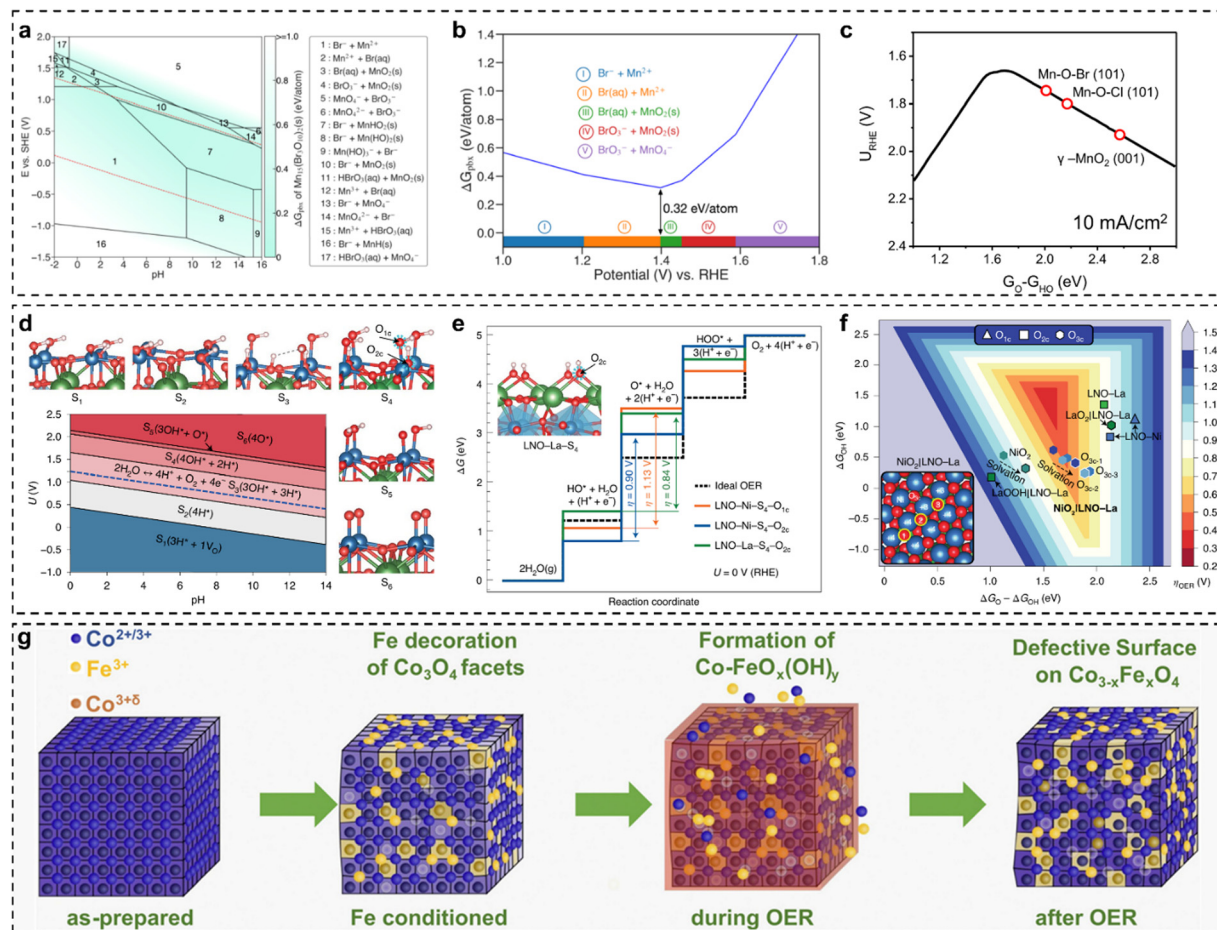 a
E vs. SHE (V)
2.0
1.5
1.0
0.5
0.0
−0.5
−1.0
−1.5
−2 0 2 4 6 8 10 12 14 16
pH
17
5
12
2
3
4
10
13
6
14
1
7
8
9
16
>=1.0
0.8
0.6
0.4
0.2
0
1 : Br⁻ + Mn²⁺
2 : Mn²⁺ + Br(aq)
3 : Br(aq) + MnO₂(s)
4 : BrO₃⁻ + MnO₂(s)
5 : MnO₄⁻ + BrO₃⁻
6 : MnO₄²⁻ + BrO₃⁻
7 : Br⁻ + MnHO₂(s)
8 : Br⁻ + Mn(HO)₂(s)
9 : Mn(HO)₃⁻ + Br⁻
10 : Br⁻ + MnO₂(s)
11 : HBrO₃(aq) + MnO₂(s)
12 : Mn³⁺ + Br(aq)
13 : Br⁻ + MnO₄⁻
14 : MnO₄²⁻ + Br⁻
15 : Mn³⁺ + HBrO₃(aq)
16 : Br⁻ + MnH(s)
17 : HBrO₃(aq) + MnO₄⁻
b
ΔG_pbx (eV/atom)
1.4
1.2
1.0
0.8
0.6
0.4
0.2
0.0
I Br⁻ + Mn²⁺
II Br(aq) + Mn²⁺
III Br(aq) + MnO₂(s)
IV BrO₃⁻ + MnO₂(s)
V BrO₃⁻ + MnO₄⁻
0.32 eV/atom
I II III IV V
1.0 1.2 1.4 1.6 1.8
Potential (V) vs. RHE
c
U_RHE (V)
1.6
1.8
2.0
2.2
2.4
Mn-O-Br (101)
Mn-O-Cl (101)
γ −MnO₂ (001)
10 mA/cm²
1.5 2.0 2.5 3.0
G_O-G_HO (eV)
d
O₁c
O₂c
S₁ S₂ S₃ S₄
U (V)
2.5
2.0
1.5
1.0
0.5
0
−0.5
−1.0
S₅(3OH* + O*)
S₆(4O*)
S₄(4OH* + 2H*)
2H₂O ↔ 4H⁺ + O₂ + 4e⁻
S₃(3OH* + 3H*)
S₂(4H*)
S₁(3H* + 1V_O)
0 2 4 6 8 10 12 14
pH
S₅
S₆
e
ΔG (eV)
5
4
3
2
1
0
O₂c
LNO–La–S₄
2H₂O(g)
HO* + H₂O
+ (H⁺ + e⁻)
O* + H₂O
+ 2(H⁺ + e⁻)
HOO* +
3(H⁺ + e⁻)
O₂ + 4(H⁺ + e⁻)
η = 0.90 V
η = 1.13 V
η = 0.84 V
Ideal OER
LNO–Ni–S₄–O₁c
LNO–Ni–S₄–O₂c
LNO–La–S₄–O₂c
U = 0 V (RHE)
Reaction coordinate
f
O₁c O₂c O₃c
ΔG_OH (eV)
2.5
2.0
1.5
1.0
0.5
0
−0.5
−1.0
LNO–La
LaO₂|LNO–La
LNO–Ni
NiO₂
Solvation
Solvation
O₃c-1
O₃c-3
O₃c-2
NiO₂|LNO–La
LaOOH|LNO–La
NiO₂|LNO–La
1 2 3
0 0.5 1.0 1.5 2.0 2.5
ΔG_O − ΔG_OH (eV)
1.5
1.4
1.3
1.2
1.1
1.0
0.9
0.8
0.7
0.6
0.5
0.4
0.3
0.2
η_OER (V)
g
Co²⁺/³⁺
Fe³⁺
Co³⁺δ
Fe decoration
of Co₃O₄ facets
Formation of
Co-FeOₓ(OH)ᵧ
Defective Surface
on Co₃₋ₓFeₓO₄
as-prepared
Fe conditioned
during OER
after OER